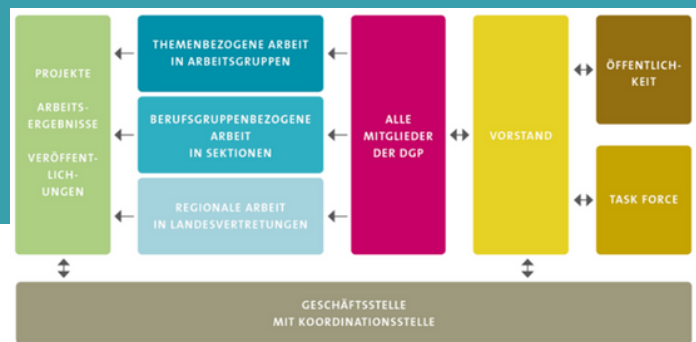 PROJEKTE
ARBEITS-
ERGEBNISSE
VERÖFFENT-
LICH-
UNGEN
THEMENBEZOGENE ARBEIT
IN ARBEITSGRUPPEN
BERUFSGRUPPENBEZOGENE
ARBEIT
IN SEKTIONEN
REGIONALE ARBEIT
IN LANDESVERTRETUNGEN
ALLE
MITGLIEDER
DER DGP
VORSTAND
ÖFFENTLICH-
KEIT
TASK FORCE
GESCHÄFTSSTELLE
MIT KOORDINATIONSSTELLE